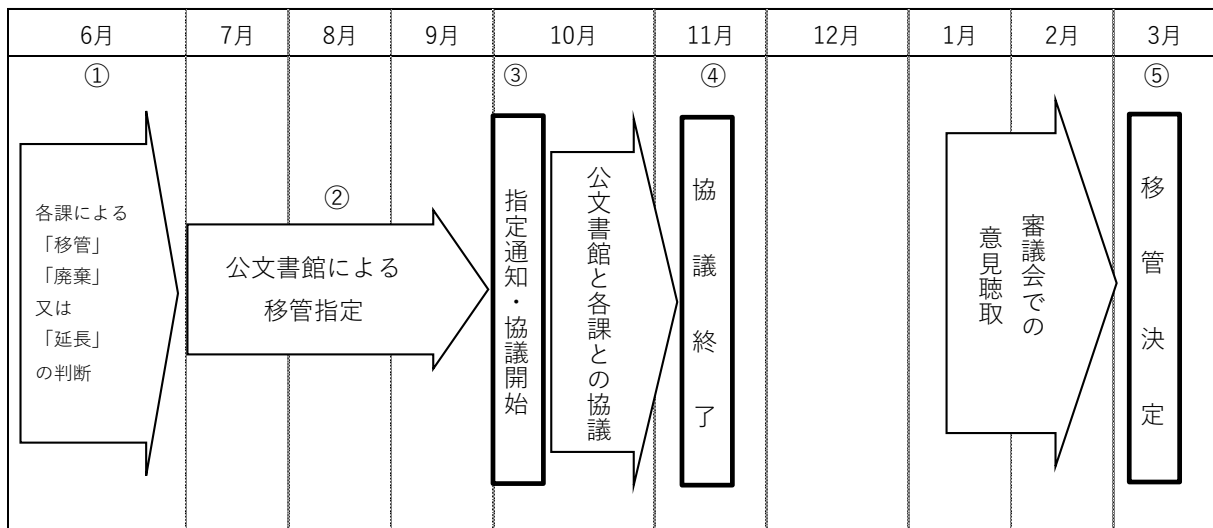 6月
7月
8月
9月
10月
11月
12月
1月
2月
3月
①
各課による
「移管」
「廃棄」
又は
「延長」
の判断
②
公文書館による
移管指定
③
指定通知・協議開始
公文書館と各課との協議
④
協議終了
審議会での
意見聴取
⑤
移管決定